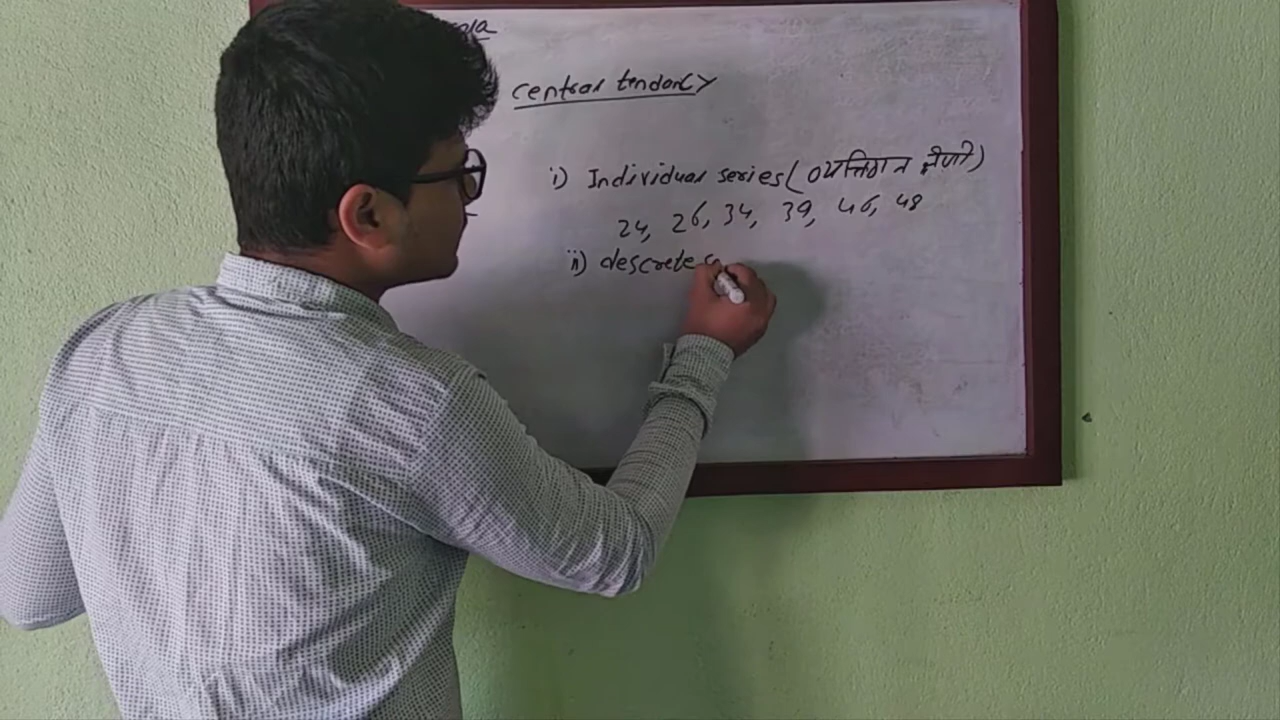 central tendency
i) Individual series (व्यक्तिगत श्रेणी)
24, 26, 34, 39, 46, 48
ii) descrete s